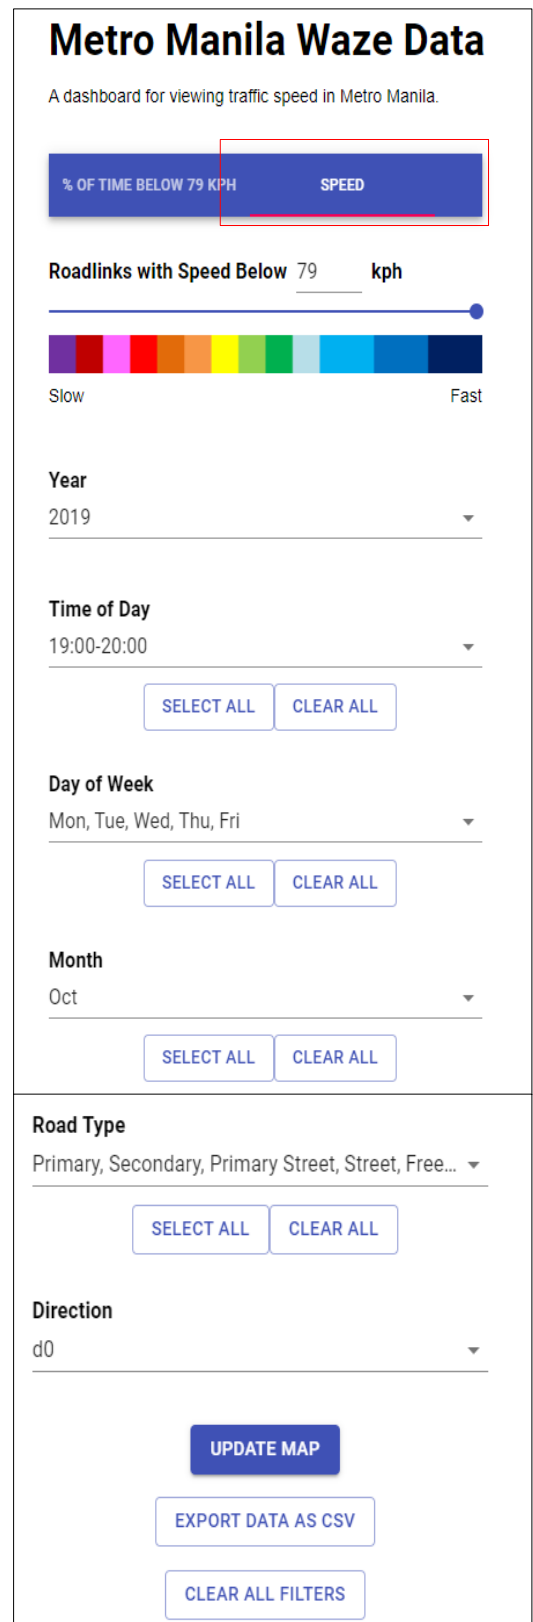 Metro Manila Waze Data
A dashboard for viewing traffic speed in Metro Manila.
% OF TIME BELOW 79 KPH SPEED
Roadlinks with Speed Below 79 kph
Slow Fast
Year
2019
Time of Day
19:00-20:00
SELECT ALL CLEAR ALL
Day of Week
Mon, Tue, Wed, Thu, Fri
SELECT ALL CLEAR ALL
Month
Oct
SELECT ALL CLEAR ALL
Road Type
Primary, Secondary, Primary Street, Street, Free...
SELECT ALL CLEAR ALL
Direction
d0
UPDATE MAP
EXPORT DATA AS CSV
CLEAR ALL FILTERS